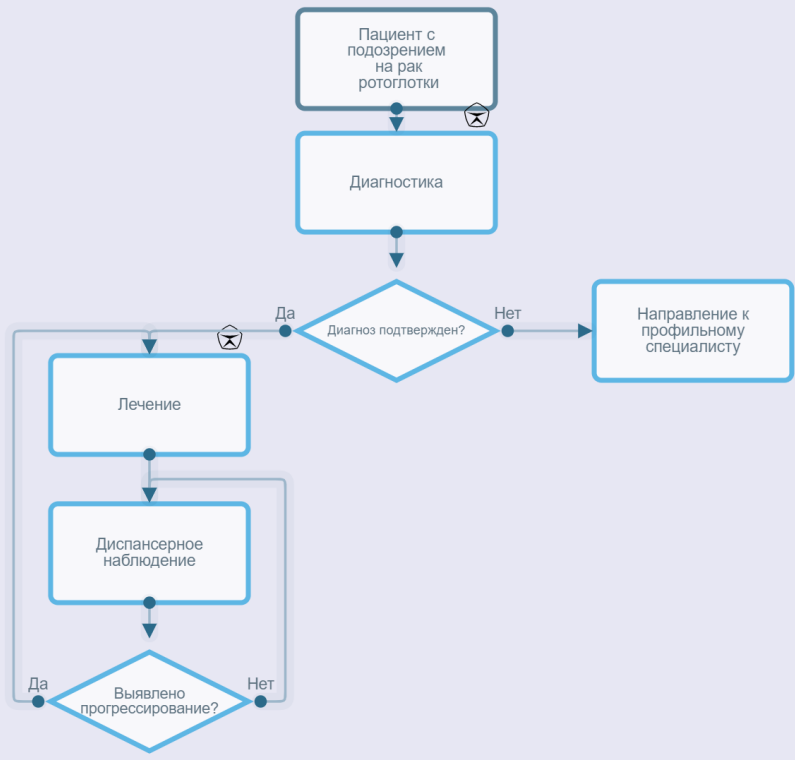 Пациент с
подозрением
на рак
ротоглотки
Диагностика
Да
Диагноз подтвержден?
Нет
Направление к
профильному
специалисту
Лечение
Диспансерное
наблюдение
Да
Выявлено
прогрессирование?
Нет